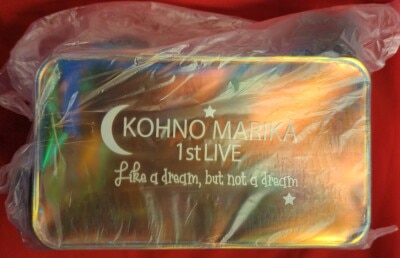 KOHNO MARIKA
1st LIVE
Like a dream, but not a dream